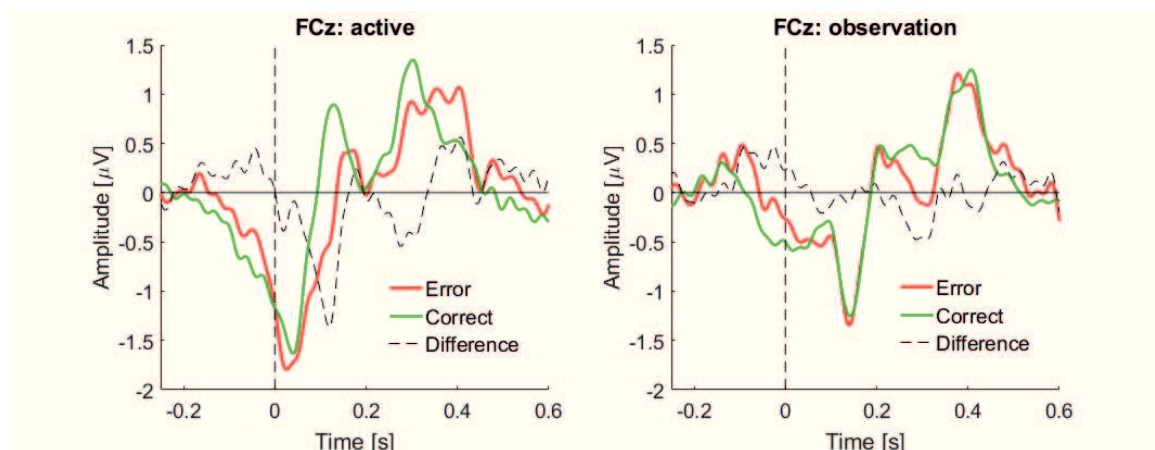 FCz: active
1.5
1
0.5
0
-0.5
-1
-1.5
-2
Amplitude [μV]
Error
Correct
Difference
-0.2 0 0.2 0.4 0.6
Time [s]
FCz: observation
1.5
1
0.5
0
-0.5
-1
-1.5
-2
Amplitude [μV]
Error
Correct
Difference
-0.2 0 0.2 0.4 0.6
Time [s]